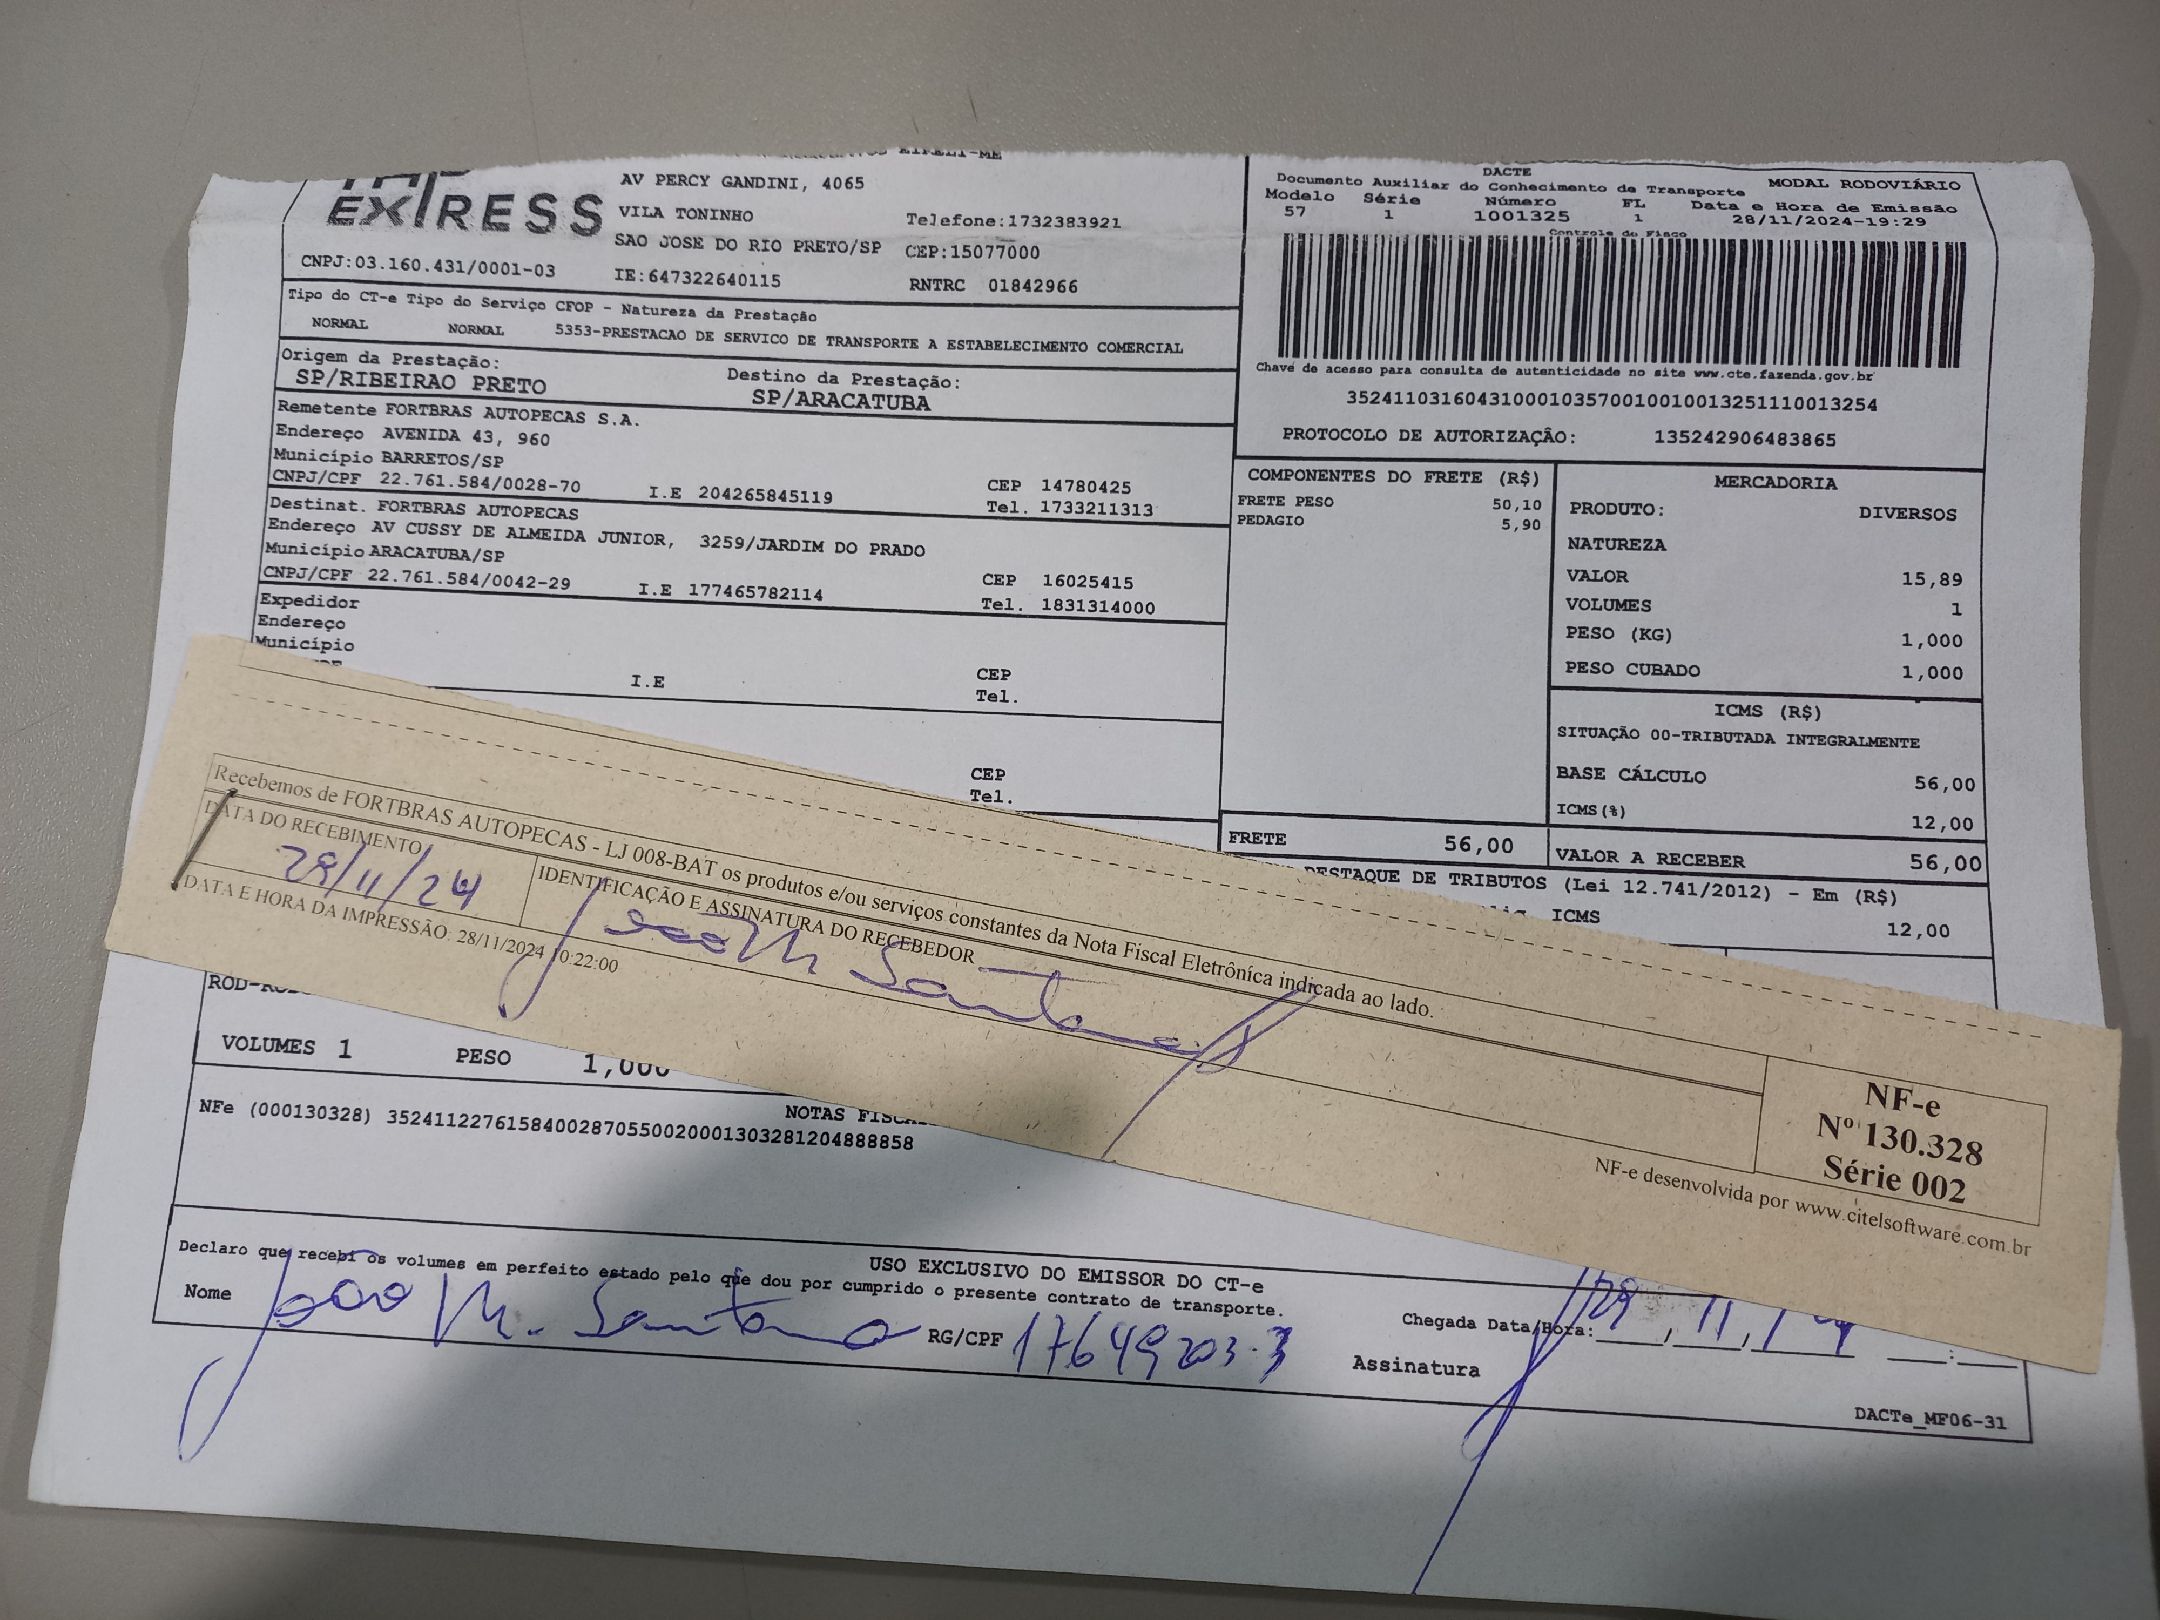 EXPRESS
AV PERCY GANDINI, 4065
VILA TONINHO Telefone:1732383921
SAO JOSE DO RIO PRETO/SP CEP:15077000
CNPJ:03.160.431/0001-03 IE:647322640115 RNTRC 01842966
Tipo do CT-e Tipo do Serviço CFOP - Natureza da Prestação
NORMAL NORMAL 5353-PRESTACAO DE SERVICO DE TRANSPORTE A ESTABELECIMENTO COMERCIAL
Origem da Prestação: Destino da Prestação:
SP/RIBEIRAO PRETO SP/ARACATUBA
Remetente FORTBRAS AUTOPECAS S.A.
Endereço AVENIDA 43, 960
Município BARRETOS/SP CEP 14780425
CNPJ/CPF 22.761.584/0028-70 I.E 204265845119 Tel. 1733211313
Destinat. FORTBRAS AUTOPECAS
Endereço AV CUSSY DE ALMEIDA JUNIOR, 3259/JARDIM DO PRADO
Município ARACATUBA/SP CEP 16025415
CNPJ/CPF 22.761.584/0042-29 I.E 177465782114 Tel. 1831314000
Expedidor
Endereço
Município CEP
I.E Tel.
CEP
Tel.
DACTE
Documento Auxiliar do Conhecimento de Transporte MODAL RODOVIÁRIO
Modelo Série Número FL Data e Hora de Emissão
57 1 1001325 1 28/11/2024-19:29
Controle do Fisco
Chave de acesso para consulta de autenticidade no site www.cte.fazenda.gov.br
35241103160431000103570010010013251110013254
PROTOCOLO DE AUTORIZAÇÃO: 135242906483865
COMPONENTES DO FRETE (R$)
FRETE PESO 50,10
PEDAGIO 5,90
MERCADORIA
PRODUTO: DIVERSOS
NATUREZA
VALOR 15,89
VOLUMES 1
PESO (KG) 1,000
PESO CUBADO 1,000
ICMS (R$)
SITUAÇÃO 00-TRIBUTADA INTEGRALMENTE
BASE CÁLCULO 56,00
ICMS(%) 12,00
FRETE 56,00 VALOR A RECEBER 56,00
DESTAQUE DE TRIBUTOS (Lei 12.741/2012) - Em (R$)
ICMS 12,00
Recebemos de FORTBRAS AUTOPECAS - LJ 008-BAT os produtos e/ou serviços constantes da Nota Fiscal Eletrônica indicada ao lado.
DATA DO RECEBIMENTO IDENTIFICAÇÃO E ASSINATURA DO RECEBEDOR
29/11/24 João M Santana
DATA E HORA DA IMPRESSÃO: 28/11/2024 10:22:00
NF-e
Nº 130.328
Série 002
NF-e desenvolvida por www.citelsoftware.com.br
VOLUMES 1 PESO 1,000
NOTAS
NFe (000130328) 35241122761584002870550020001303281204888858
USO EXCLUSIVO DO EMISSOR DO CT-e
Declaro que recebi os volumes em perfeito estado pelo que dou por cumprido o presente contrato de transporte.
Nome João M. Santana RG/CPF 17649203-3 Chegada Data/Hora: 29/11/24
Assinatura
DACTe_MF06-31